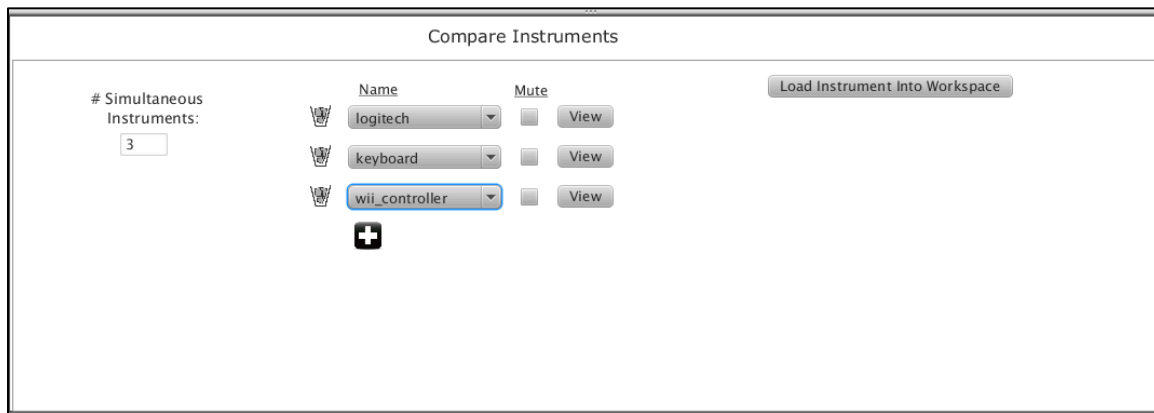 Compare Instruments
# Simultaneous
Instruments:
3
Name
Mute
Load Instrument Into Workspace
logitech
View
keyboard
View
wii_controller
View